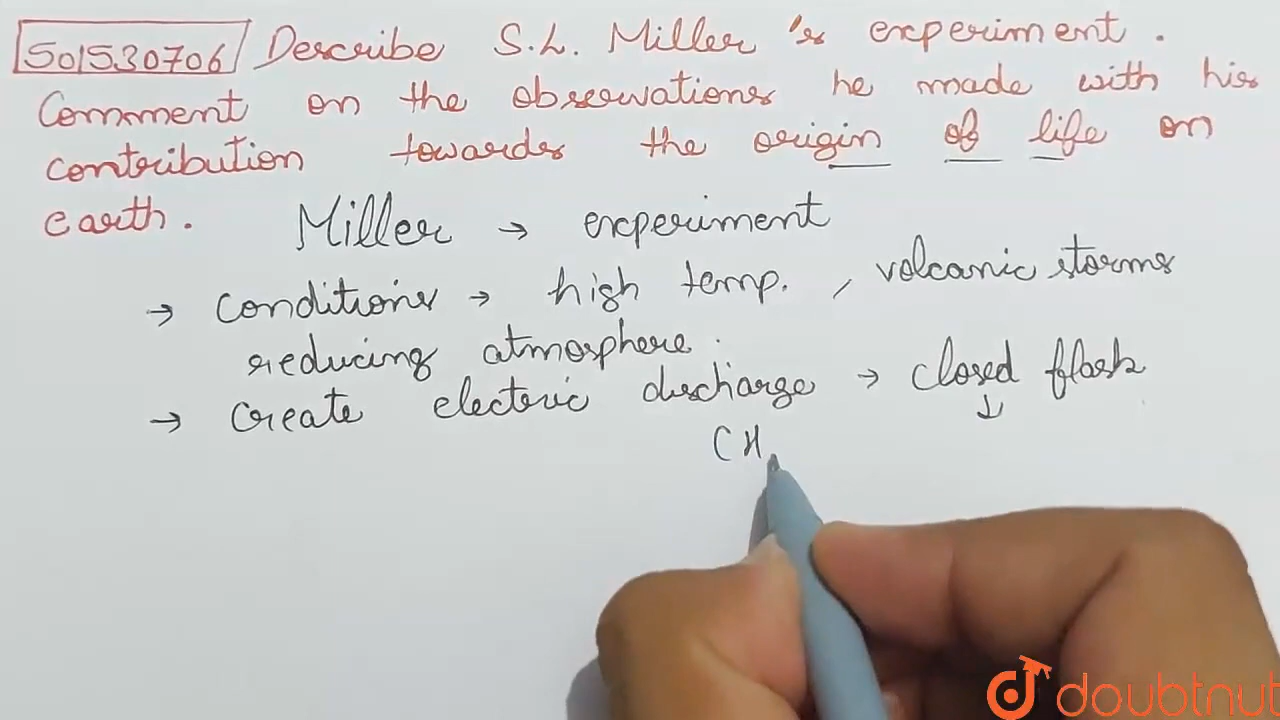 501530706 Describe S.L. Miller's experiment.
Comment on the observations he made with his
contribution towards the origin of life on
earth.
Miller → experiment
→ conditions → high temp., volcanic storms
reducing atmosphere.
→ create electric discharge → closed flask
↓
CH
doubtnut